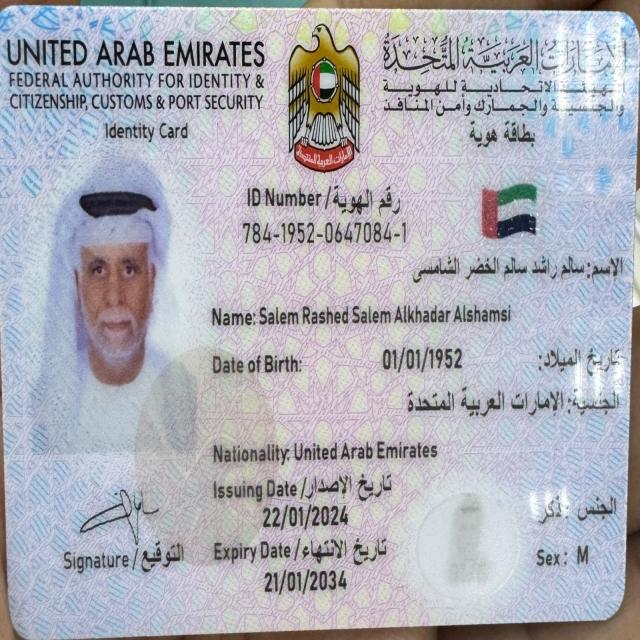 UNITED ARAB EMIRATES
FEDERAL AUTHORITY FOR IDENTITY &
CITIZENSHIP, CUSTOMS & PORT SECURITY
Identity Card
الإمارات العربية المتحدة
الهيئة الاتحادية للهوية
والجنسية والجمارك وأمن المنافذ
بطاقة هوية
الإمارات العربية المتحدة
ID Number / رقم الهوية
784-1952-0647084-1
الاسم: سالم راشد سالم الخضر الشامسى
Name: Salem Rashed Salem Alkhadar Alshamsi
Date of Birth: 01/01/1952 تاريخ الميلاد:
الجنسية: الامارات العربية المتحدة
Nationality: United Arab Emirates
Issuing Date / تاريخ الإصدار
22/01/2024
الجنس: ذكر
Expiry Date / تاريخ الانتهاء
21/01/2034
Sex: M
Signature / التوقيع